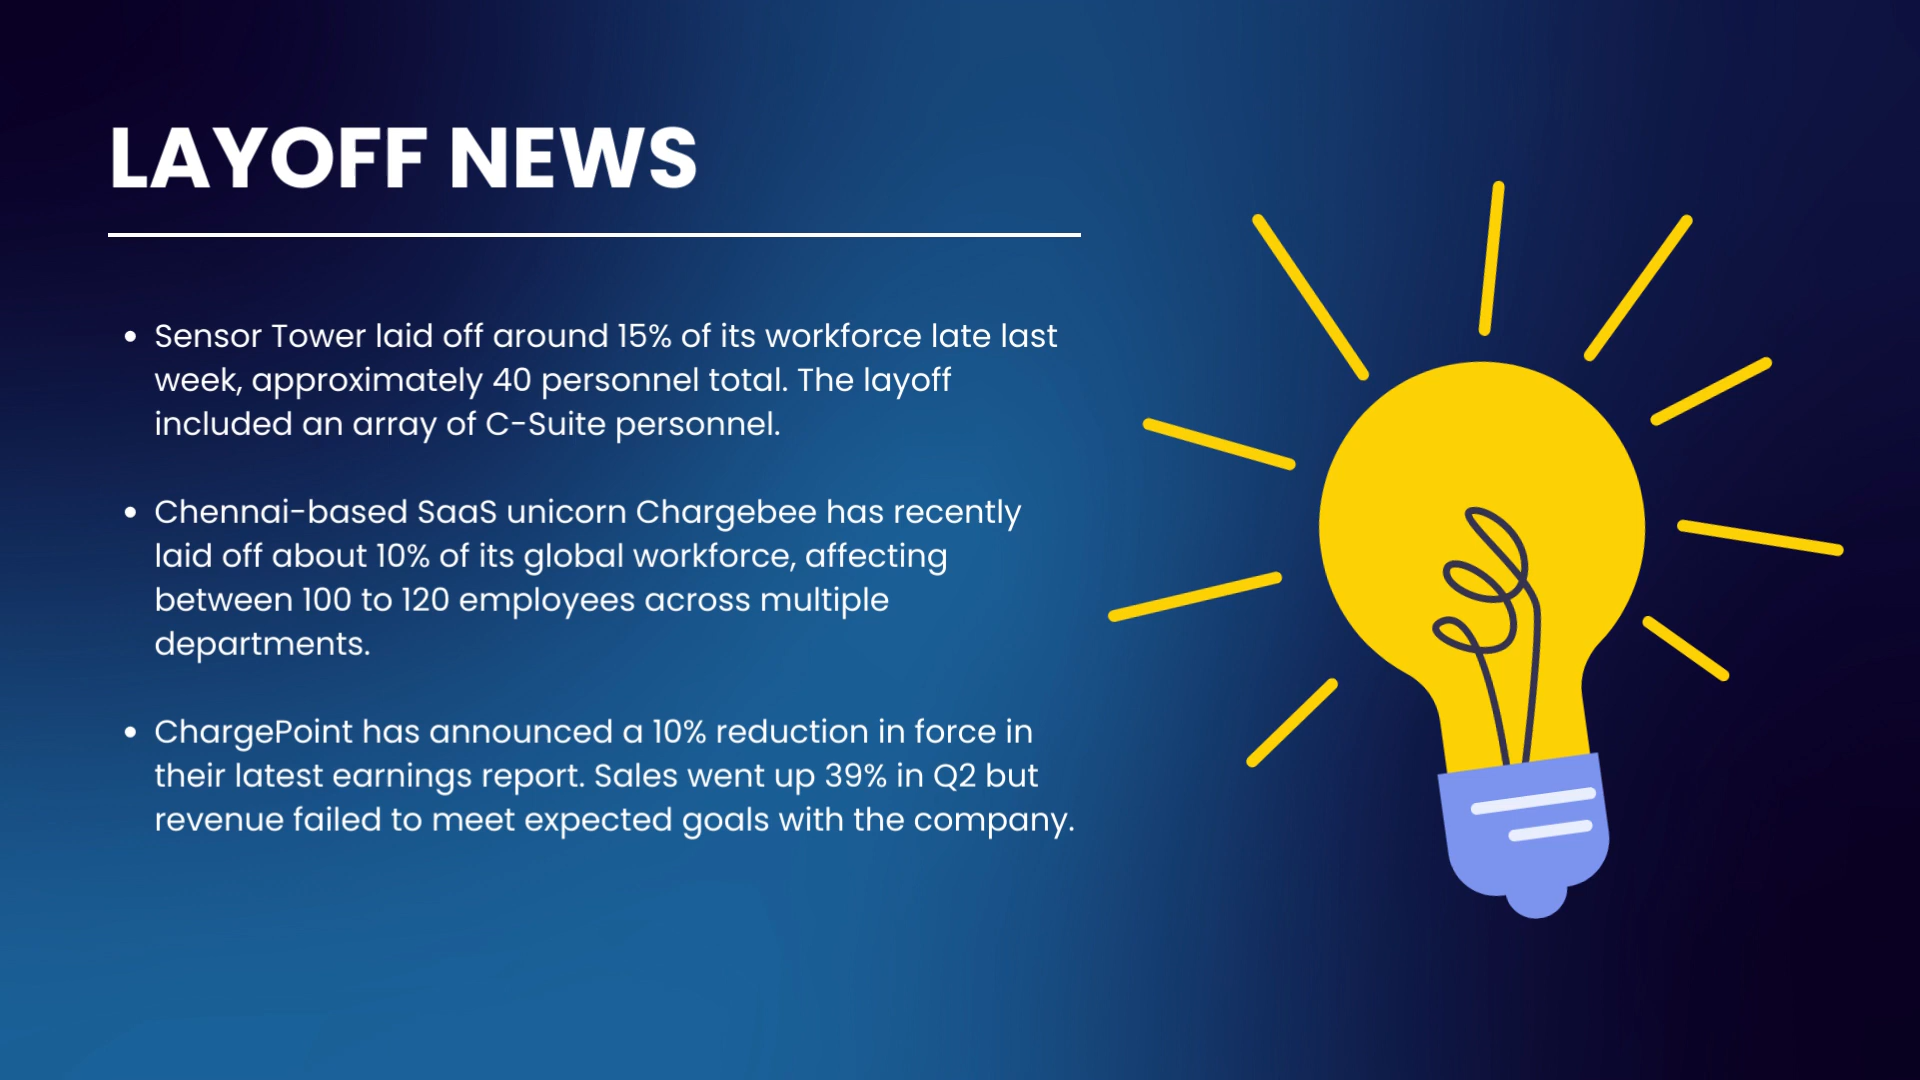 LAYOFF NEWS
• Sensor Tower laid off around 15% of its workforce late last
week, approximately 40 personnel total. The layoff
included an array of C-Suite personnel.
• Chennai-based SaaS unicorn Chargebee has recently
laid off about 10% of its global workforce, affecting
between 100 to 120 employees across multiple
departments.
• ChargePoint has announced a 10% reduction in force in
their latest earnings report. Sales went up 39% in Q2 but
revenue failed to meet expected goals with the company.